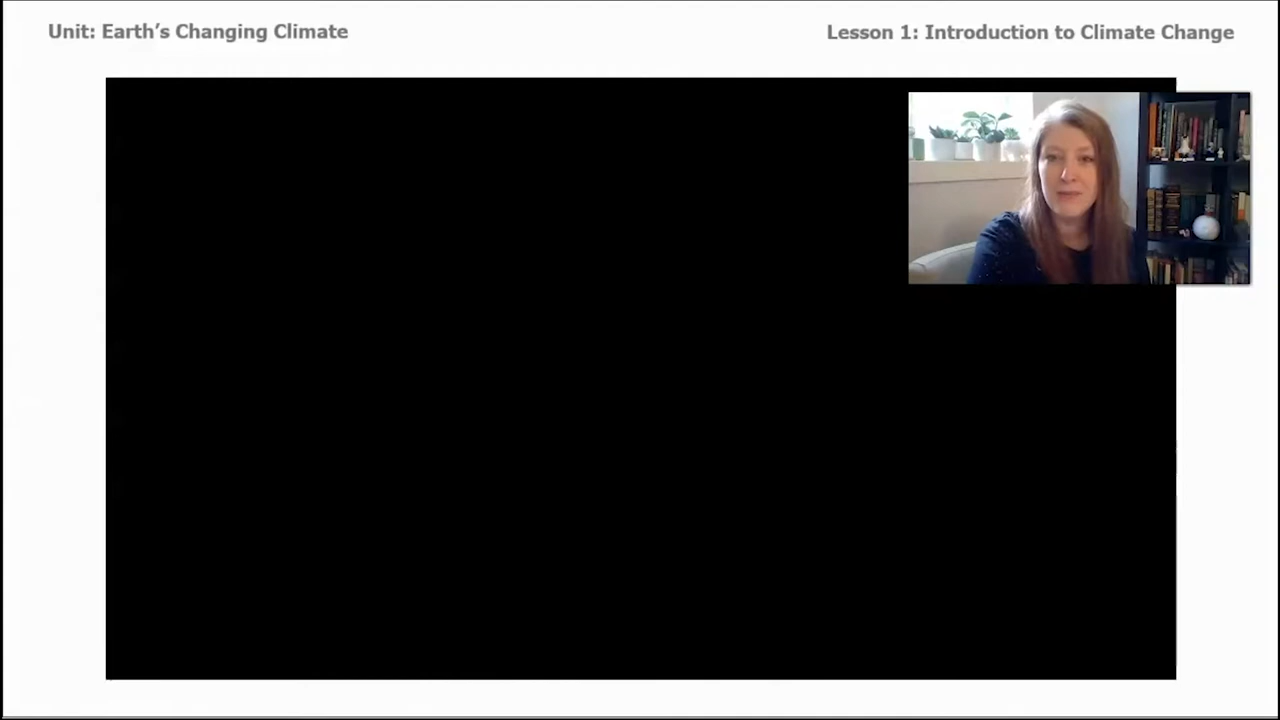 Unit: Earth’s Changing Climate
Lesson 1: Introduction to Climate Change